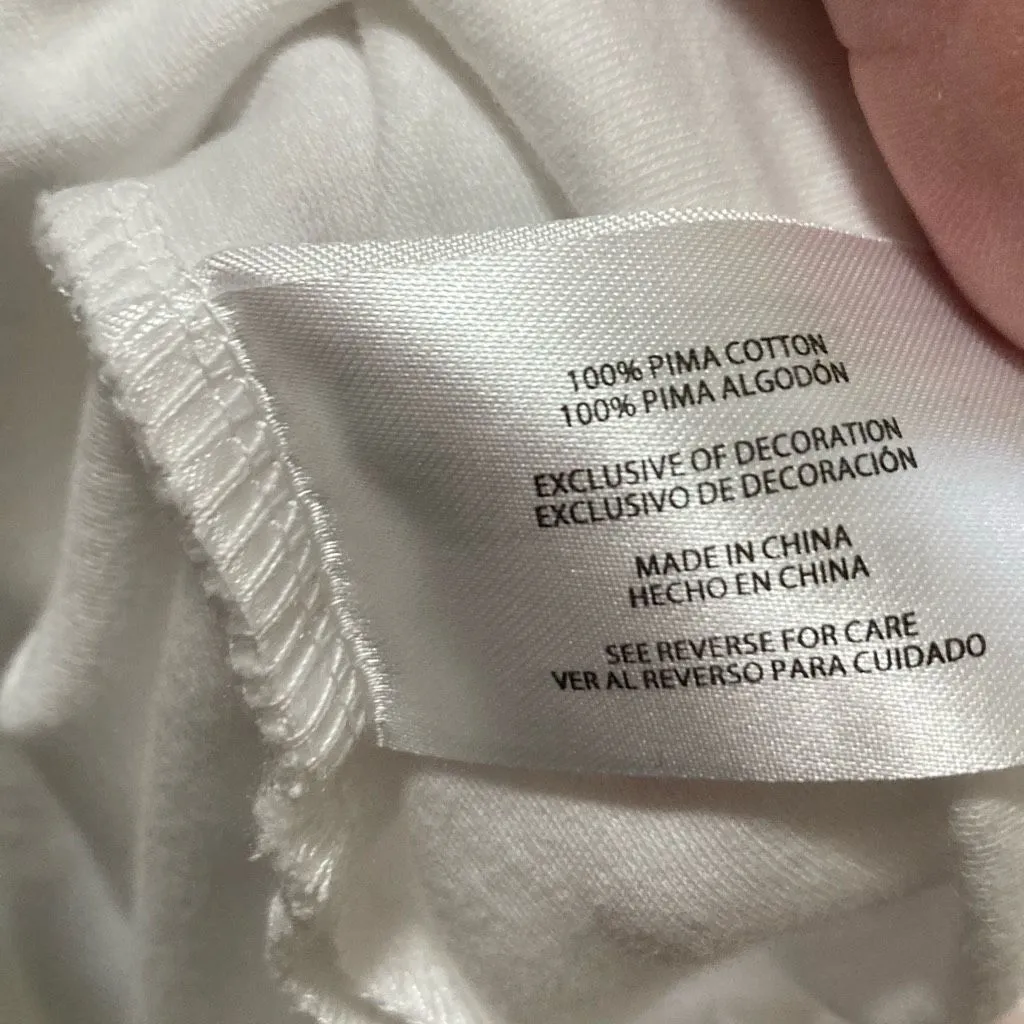 100% PIMA COTTON
100% PIMA ALGODÓN
EXCLUSIVE OF DECORATION
EXCLUSIVO DE DECORACIÓN
MADE IN CHINA
HECHO EN CHINA
SEE REVERSE FOR CARE
VER AL REVERSO PARA CUIDADO